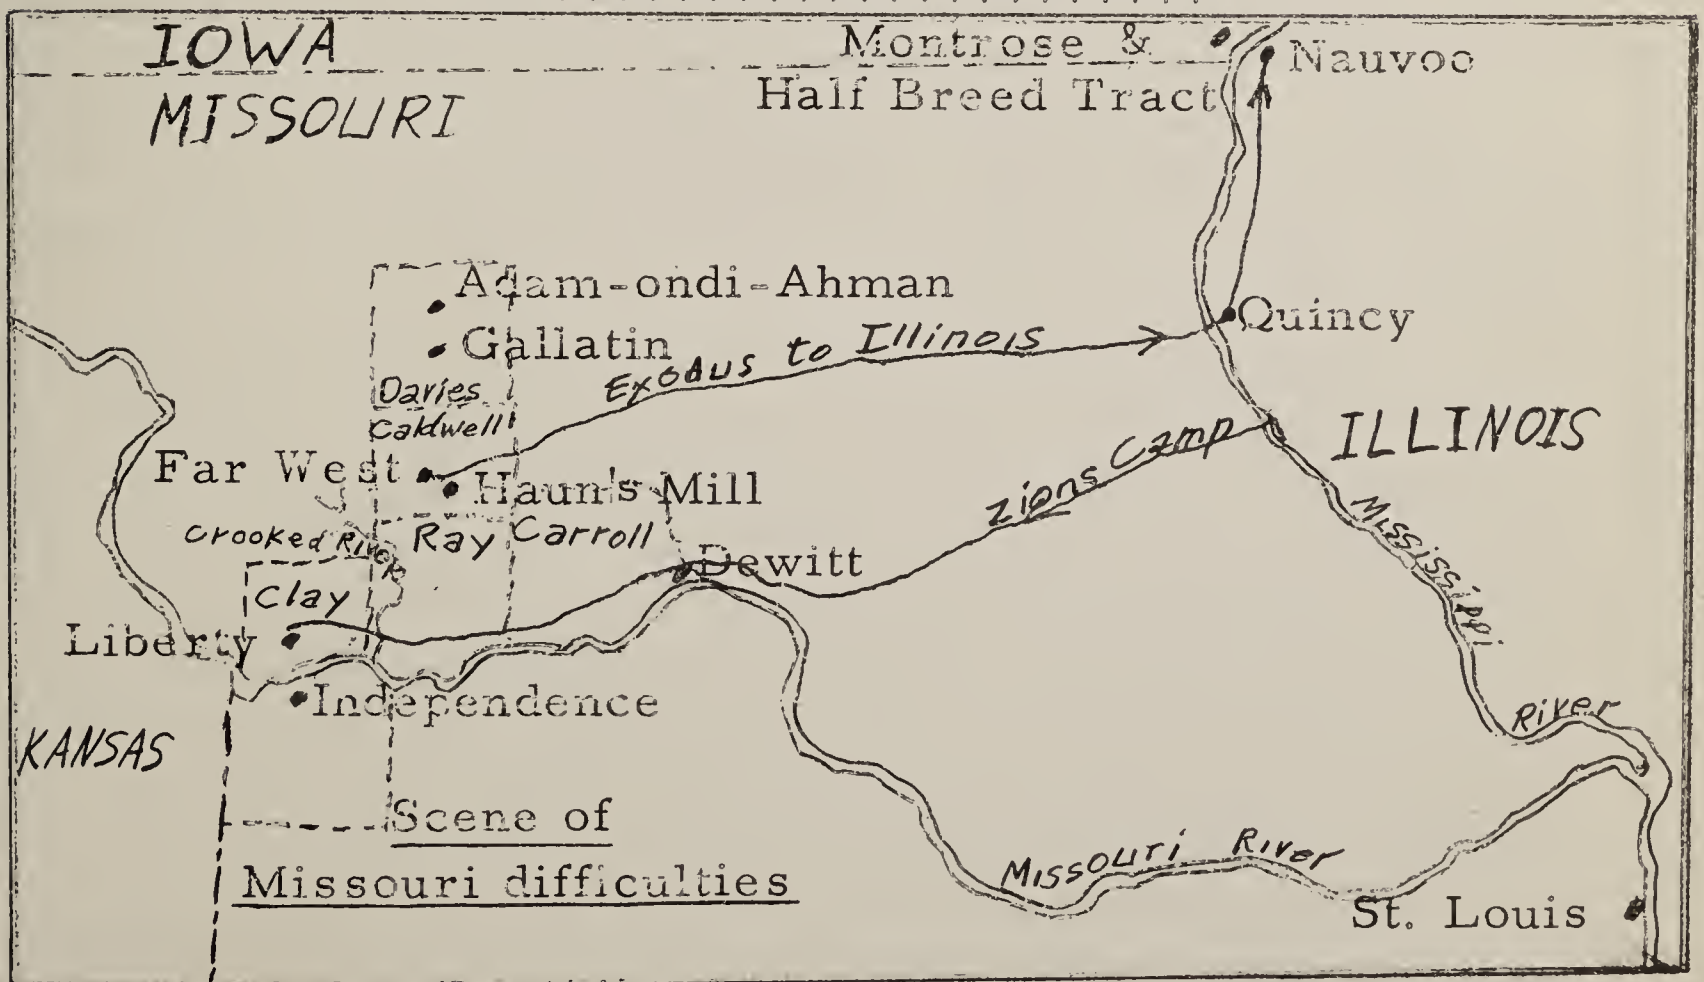 IOWA
MISSOURI
Montrose &
Half Breed Tract
Nauvoo
Adam-ondi-Ahman
Gallatin
Exodus to Illinois
Quincy
Davies
Caldwell
Far West
Haun's Mill
Zions Camp
ILLINOIS
Crooked River
Ray
Carroll
Dewitt
Clay
Mississippi
River
Liberty
Independence
KANSAS
Scene of
Missouri difficulties
Missouri River
St. Louis